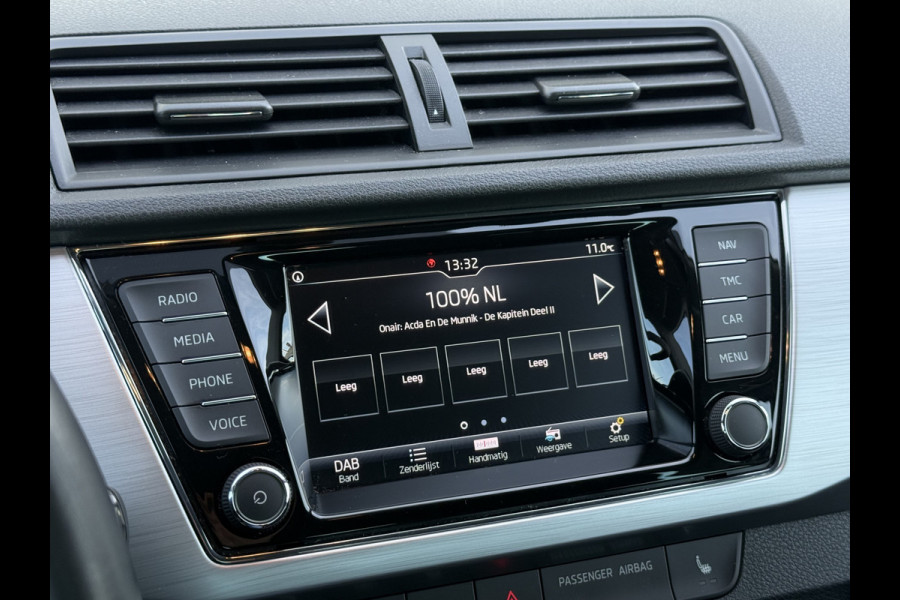 13:32
11.0°C
100% NL
Onair: Acda En De Munnik - De Kapitein Deel II
Leeg Leeg Leeg Leeg Leeg
DAB
Band
Zenderlijst
Handmatig
Weergave
Setup
RADIO
MEDIA
PHONE
VOICE
NAV
TMC
CAR
MENU
PASSENGER AIRBAG